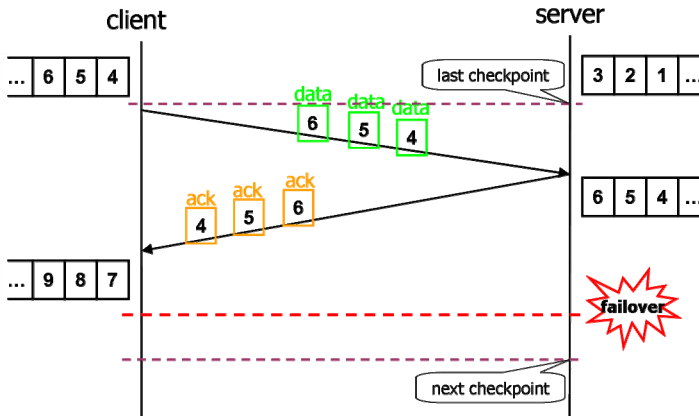 client
server
... 6 5 4
last checkpoint
3 2 1 ...
data
data
data
6
5
4
ack
ack
ack
4
5
6
6 5 4 ...
... 9 8 7
failover
next checkpoint